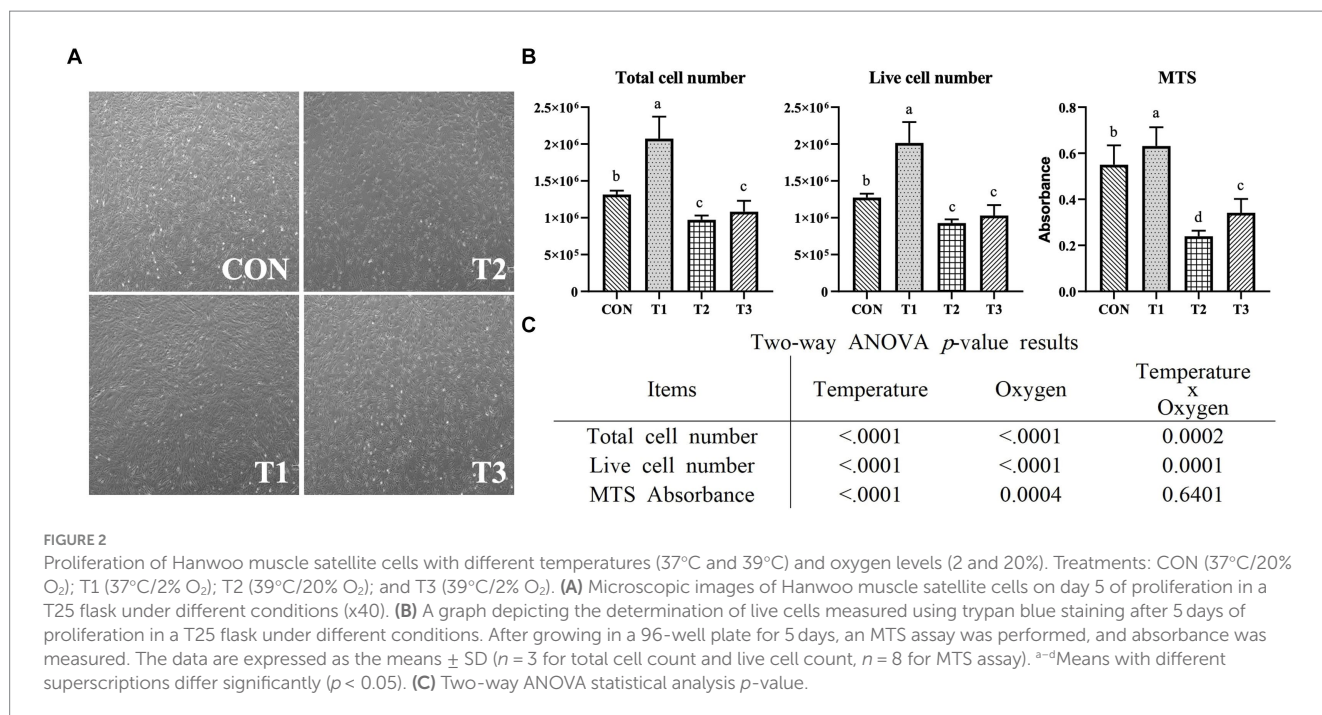 A
CON
T2
T1
T3
B
Total cell number
2.5×10⁶
2.0×10⁶
1.5×10⁶
1×10⁶
5×10⁵
0
b
a
c
c
CON T1 T2 T3
Live cell number
2.5×10⁶
2.0×10⁶
1.5×10⁶
1×10⁶
5×10⁵
0
b
a
c
c
CON T1 T2 T3
MTS
Absorbance
0.8
0.6
0.4
0.2
0.0
b
a
d
c
CON T1 T2 T3
C
Two-way ANOVA p-value results
Items Temperature Oxygen Temperature x Oxygen
Total cell number <.0001 <.0001 0.0002
Live cell number <.0001 <.0001 0.0001
MTS Absorbance <.0001 0.0004 0.6401
FIGURE 2
Proliferation of Hanwoo muscle satellite cells with different temperatures (37°C and 39°C) and oxygen levels (2 and 20%). Treatments: CON (37°C/20%
O₂); T1 (37°C/2% O₂); T2 (39°C/20% O₂); and T3 (39°C/2% O₂). (A) Microscopic images of Hanwoo muscle satellite cells on day 5 of proliferation in a
T25 flask under different conditions (x40). (B) A graph depicting the determination of live cells measured using trypan blue staining after 5 days of
proliferation in a T25 flask under different conditions. After growing in a 96-well plate for 5 days, an MTS assay was performed, and absorbance was
measured. The data are expressed as the means ± SD (n = 3 for total cell count and live cell count, n = 8 for MTS assay). ᵃ⁻ᵈMeans with different
superscriptions differ significantly (p < 0.05). (C) Two-way ANOVA statistical analysis p-value.